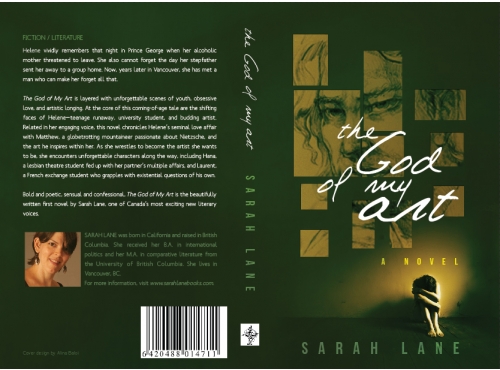 FICTION / LITERATURE
Helene vividly remembers that night in Prince George when her alcoholic
mother threatened to leave. She also cannot forget the day her stepfather
sent her away to a group home. Now, years later in Vancouver, she has met a
man who can make her forget all that.
The God of My Art is layered with unforgettable scenes of youth, obsessive
love, and artistic longing. At the core of this coming-of-age tale are the shifting
faces of Helene—teenage runaway, university student, and budding artist.
Related in her engaging voice, this novel chronicles Helene's seminal love affair
with Matthew, a globetrotting mountaineer passionate about Nietzsche, and
the art he inspires within her. As she wrestles to become the artist she wants
to be, she encounters unforgettable characters along the way, including Hana,
a lesbian theatre student fed up with her partner's multiple affairs, and Laurent,
a French exchange student who grapples with existential questions of his own.
Bold and poetic, sensual and confessional, The God of My Art is the beautifully
written first novel by Sarah Lane, one of Canada's most exciting new literary
voices.
SARAH LANE was born in California and raised in British
Columbia. She received her B.A. in international
politics and her M.A. in comparative literature from
the University of British Columbia. She lives in
Vancouver, BC.
For more information, visit
Cover design by
6 420488 014711
the God of my art
SARAH LANE
the
God
of my
art
A NOVEL
SARAH LANE